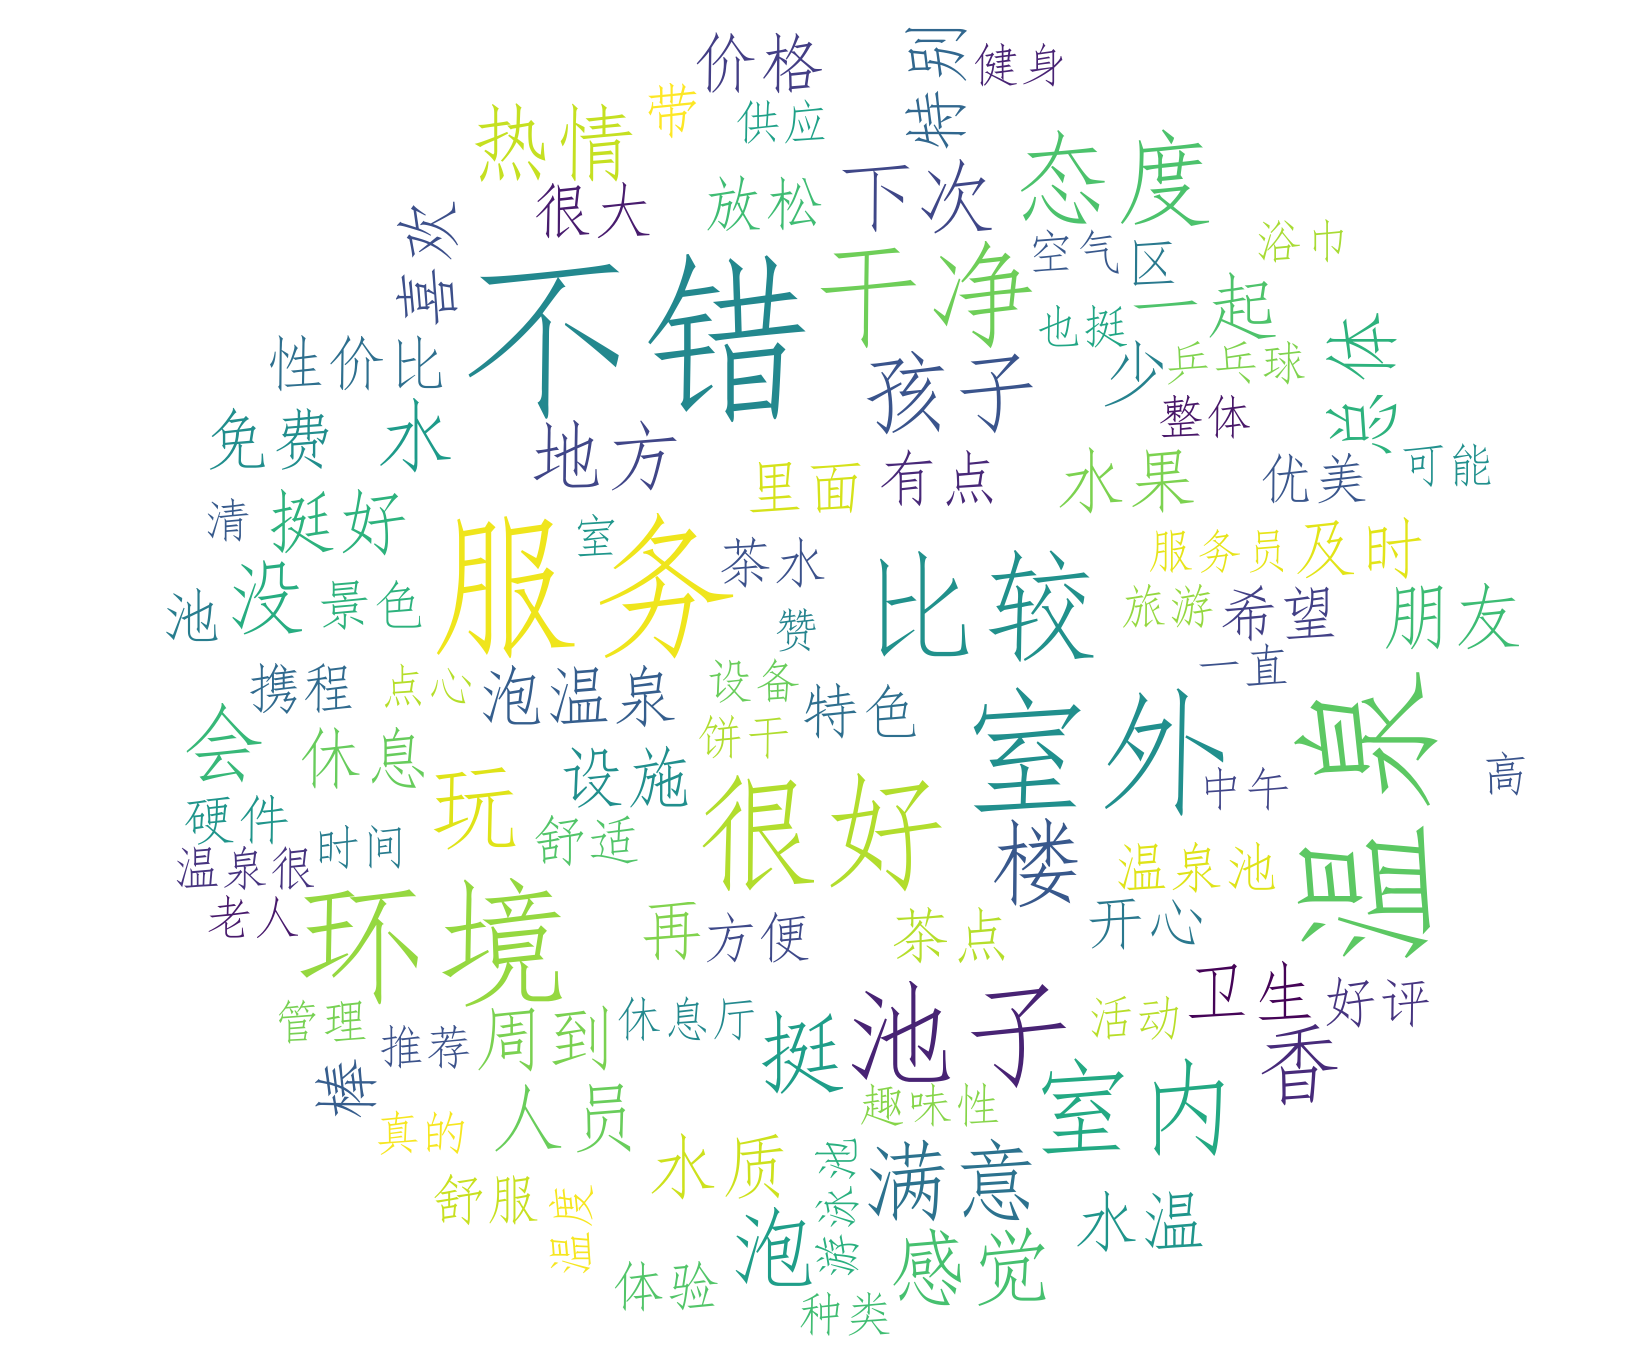 价格
特别
健身
带
供应
热情
态度
很大
放松
下次
喜欢
不错
干净
空气
区
浴巾
一起
也挺
性价比
孩子
少
乒乓球
总体
免费
水
地方
整体
里面
有点
水果
优美
可能
清
挺好
服务
室
茶水
比较
服务员
及时
池
没
景色
赞
旅游
希望
朋友
携程
点心
泡温泉
设备
特色
一直
温泉
会
休息
饼干
室外
玩
设施
很好
中午
高
硬件
时间
舒适
楼
温泉很
温泉池
老人
环境
再
方便
茶点
开心
管理
推荐
周到
休息厅
挺
池子
活动
卫生
好评
棒
香
真的
人员
趣味性
室内
舒服
温度
水质
游泳池
满意
水温
体验
泡
感觉
种类